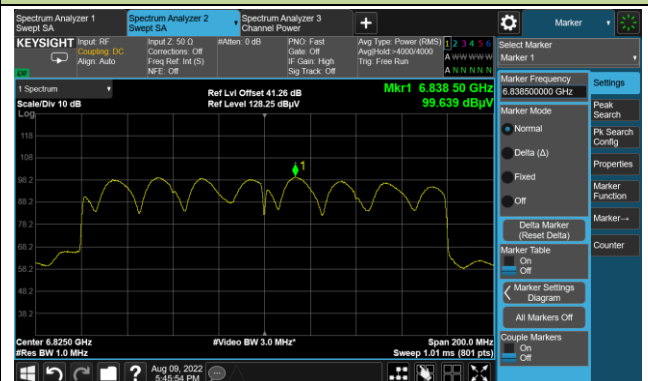 Spectrum Analyzer 1
Swept SA
Spectrum Analyzer 2
Swept SA
Spectrum Analyzer 3
Channel Power
Marker
KEYSIGHT
Input: RF
Coupling: DC
Align: Auto
Input Z: 50 Ω
Corrections: Off
Freq Ref: Int (S)
NFE: Off
#Atten: 0 dB
PNO: Fast
Gate: Off
IF Gain: High
Sig Track: Off
Avg Type: Power (RMS)
Avg|Hold:>4000/4000
Trig: Free Run
1 2 3 4 5 6
A W W W W W
A N N N N N
Select Marker
Marker 1
1 Spectrum
Scale/Div 10 dB
Log
Ref Lvl Offset 41.26 dB
Ref Level 128.25 dBµV
Mkr1 6.838 50 GHz
99.639 dBµV
118
108
98.2
88.2
78.2
68.2
58.2
48.2
38.2
1
Center 6.8250 GHz
#Res BW 1.0 MHz
#Video BW 3.0 MHz*
Span 200.0 MHz
Sweep 1.01 ms (801 pts)
Marker Frequency
6.838500000 GHz
Marker Mode
Normal
Delta (Δ)
Fixed
Off
Delta Marker
(Reset Delta)
Marker Table
On
Off
Marker Settings
Diagram
All Markers Off
Couple Markers
On
Off
Settings
Peak
Search
Pk Search
Config
Properties
Marker
Function
Marker→
Counter
Aug 09, 2022
5:45:54 PM